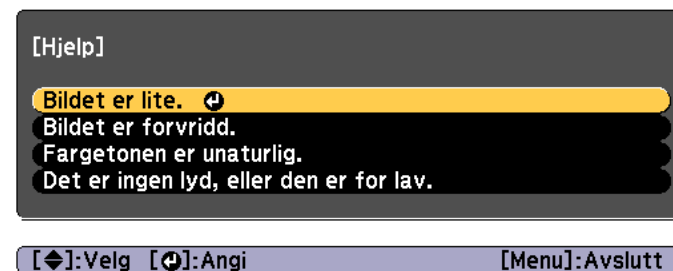 [Hjelp]
Bildet er lite.
Bildet er forvridd.
Fargetonen er unaturlig.
Det er ingen lyd, eller den er for lav.
[◆]:Velg [⏎]:Angi [Menu]:Avslutt